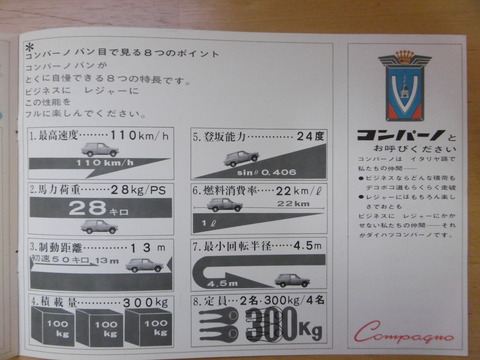 *
コンパーノバン目で見る8つのポイント
コンパーノバンが
とくに自慢できる8つの特長です。
ビジネスに レジャーに
この性能を
フルに楽しんでください。
1.最高速度………110km/h
110km/h
2.馬力荷重………28kg/PS
28キロ
3.制動距離………13m
初速50キロ,13m
4.積載量………300kg
100kg
100kg
100kg
5.登坂能力………24度
sinθ0.406
6.燃料消費率……22km/ℓ
22km
1ℓ
7.最小回転半径…4.5m
4.5m
8.定員…2名・300kg/4名
300Kg
V
コンパーノと
お呼びください
コンパーノは イタリヤ語で
私たちの仲間──
●ビジネスならどんな積荷も
デコボコ道もらくらく走破
●レジャーにはもちろん楽し
さでおとも
ビジネスに レジャーにかか
せない私たちの仲間──それ
がダイハツコンパーノです。
Compagno